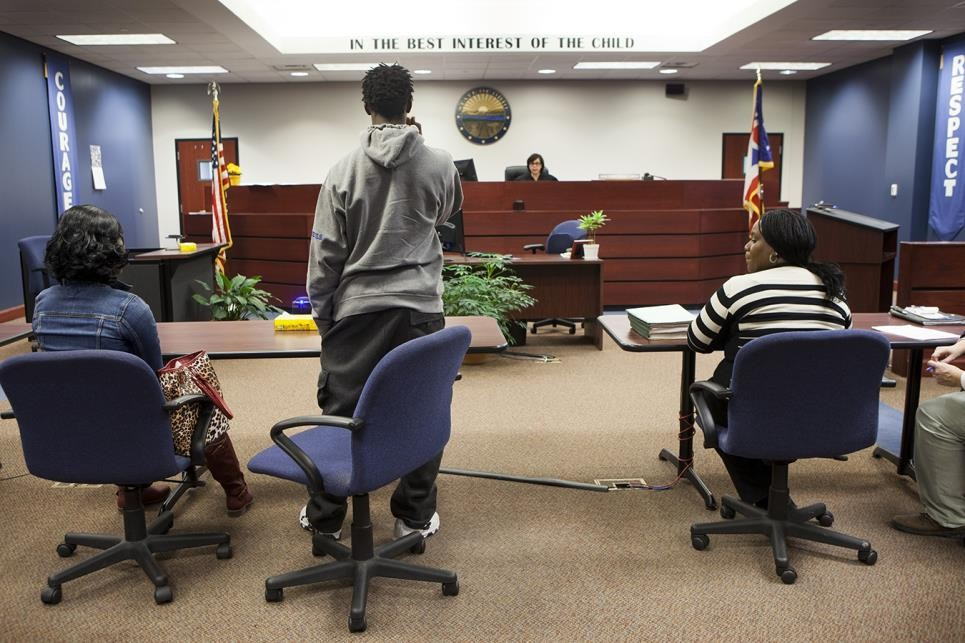 IN THE BEST INTEREST OF THE CHILD
COURAGE
RESPECT